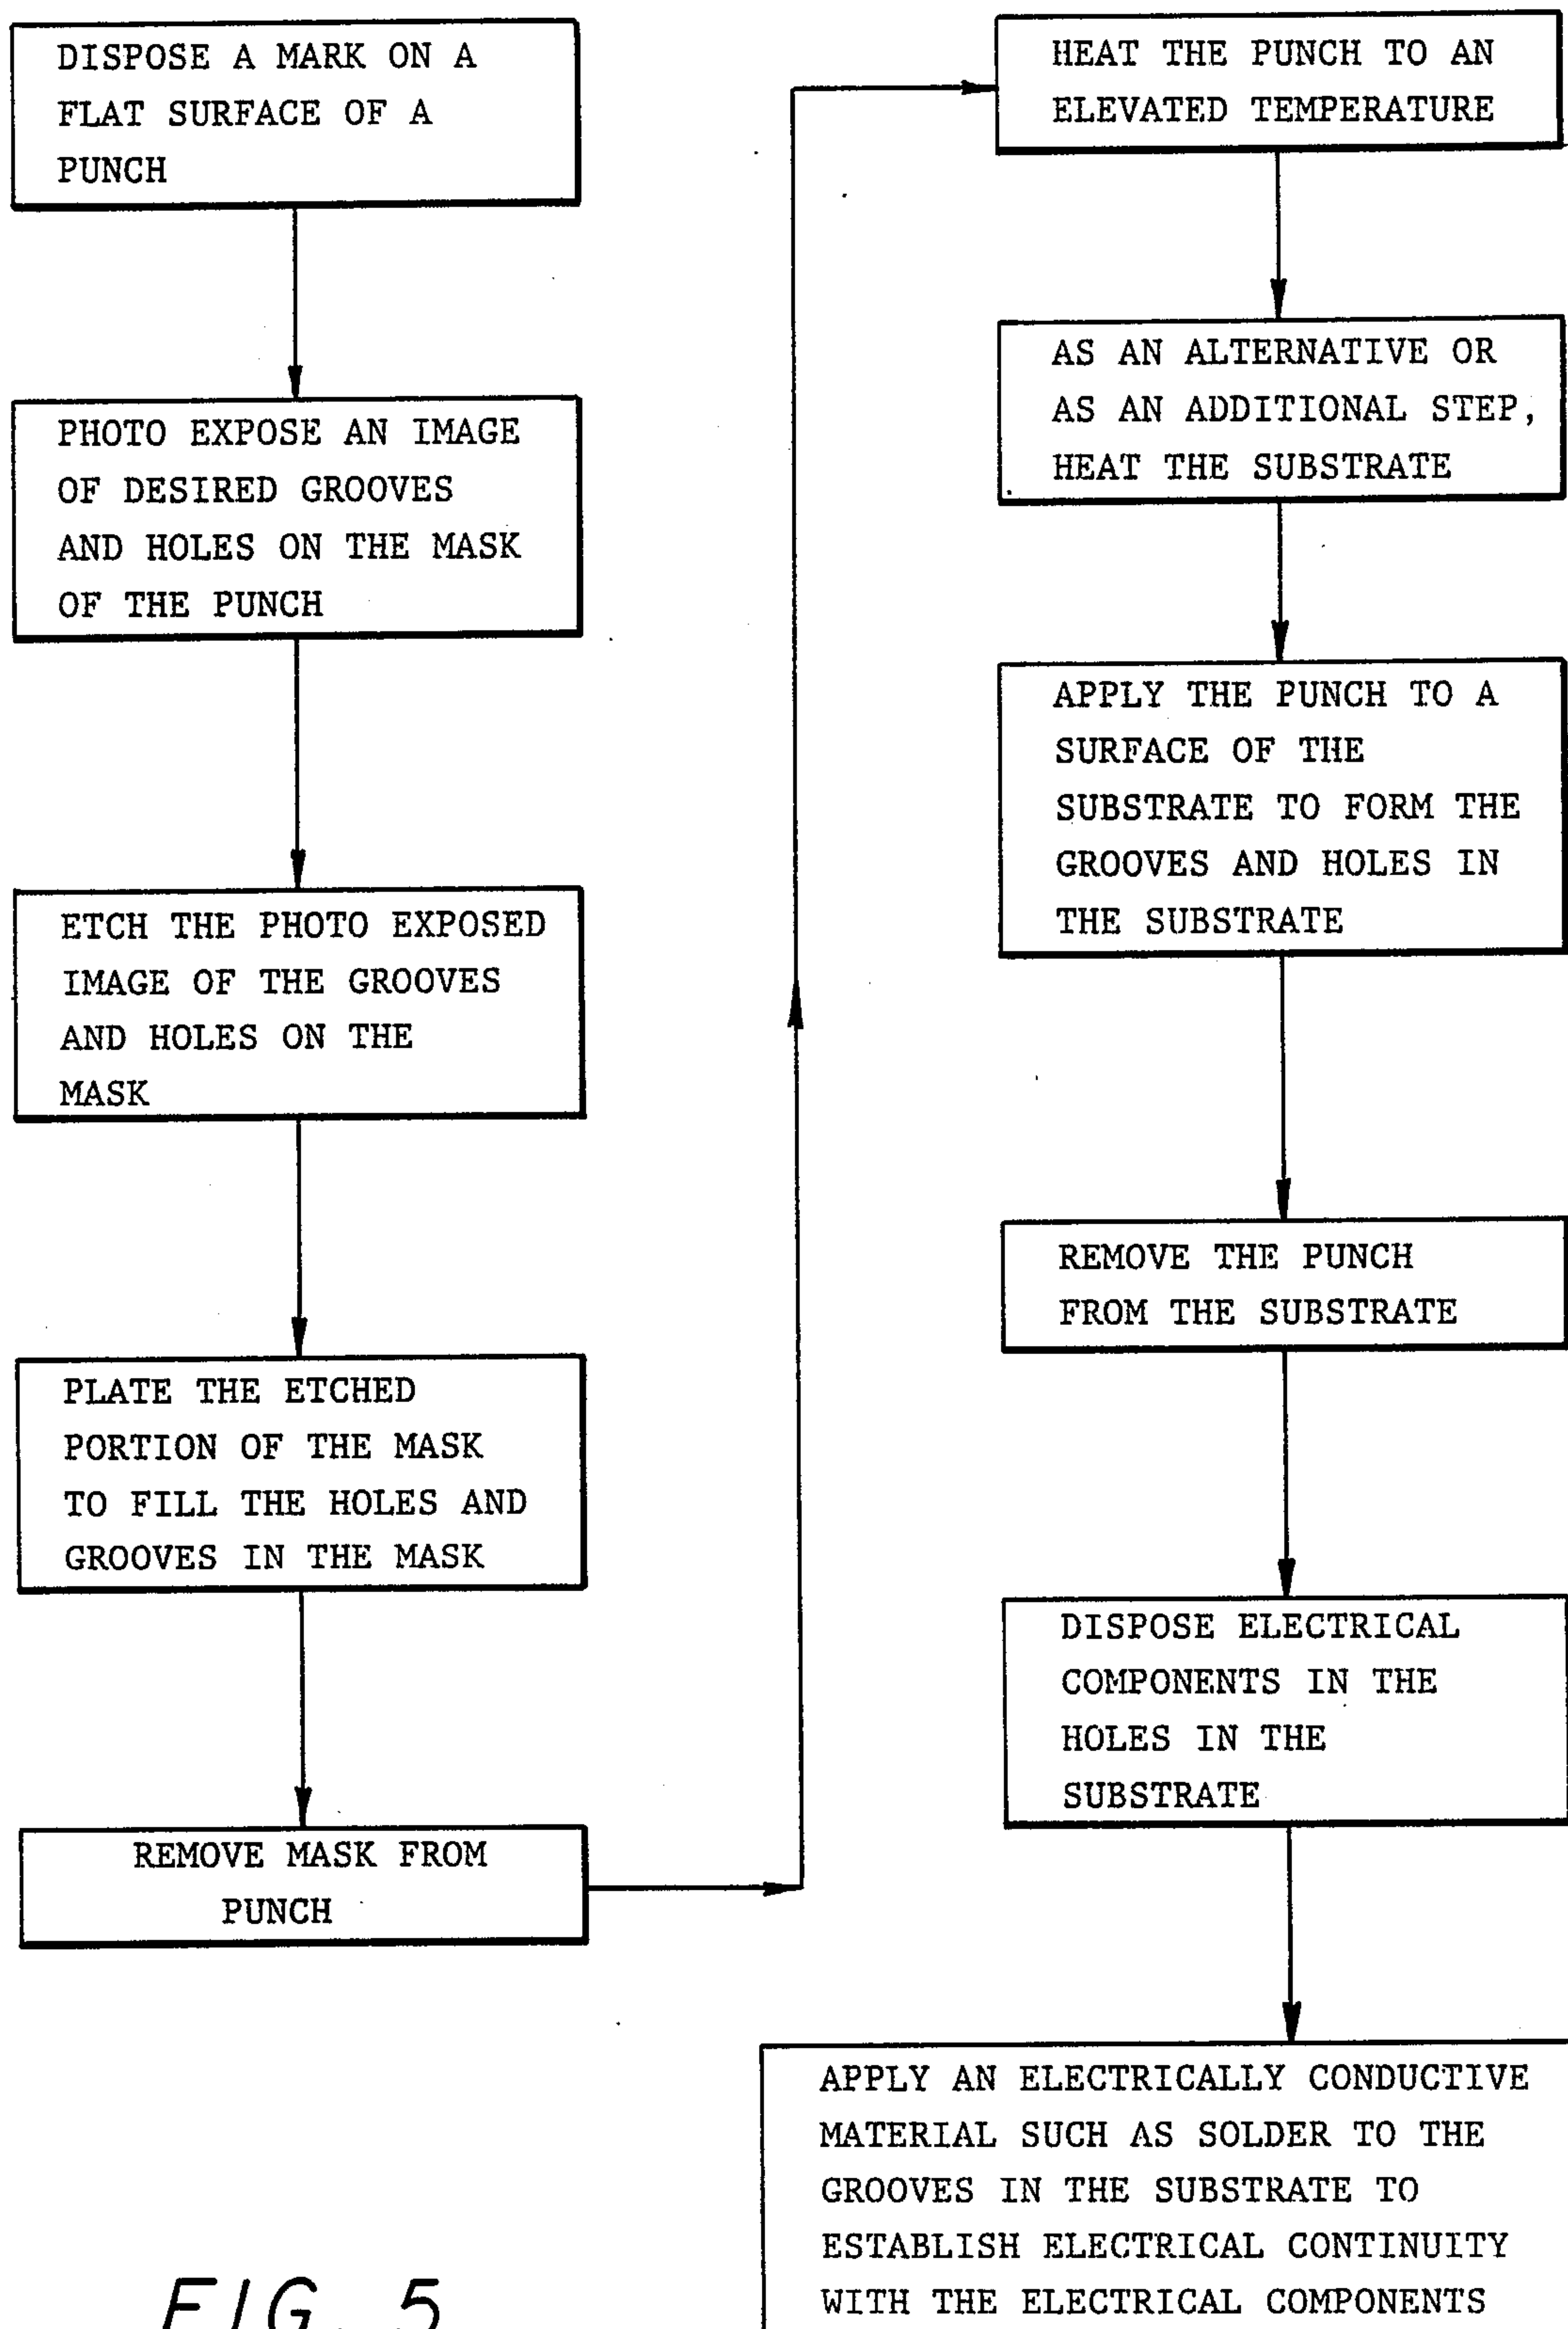 DISPOSE A MARK ON A
FLAT SURFACE OF A
PUNCH
PHOTO EXPOSE AN IMAGE
OF DESIRED GROOVES
AND HOLES ON THE MASK
OF THE PUNCH
ETCH THE PHOTO EXPOSED
IMAGE OF THE GROOVES
AND HOLES ON THE
MASK
PLATE THE ETCHED
PORTION OF THE MASK
TO FILL THE HOLES AND
GROOVES IN THE MASK
REMOVE MASK FROM
PUNCH
HEAT THE PUNCH TO AN
ELEVATED TEMPERATURE
AS AN ALTERNATIVE OR
AS AN ADDITIONAL STEP,
HEAT THE SUBSTRATE
APPLY THE PUNCH TO A
SURFACE OF THE
SUBSTRATE TO FORM THE
GROOVES AND HOLES IN
THE SUBSTRATE
REMOVE THE PUNCH
FROM THE SUBSTRATE
DISPOSE ELECTRICAL
COMPONENTS IN THE
HOLES IN THE
SUBSTRATE
APPLY AN ELECTRICALLY CONDUCTIVE
MATERIAL SUCH AS SOLDER TO THE
GROOVES IN THE SUBSTRATE TO
ESTABLISH ELECTRICAL CONTINUITY
WITH THE ELECTRICAL COMPONENTS
FIG. 5